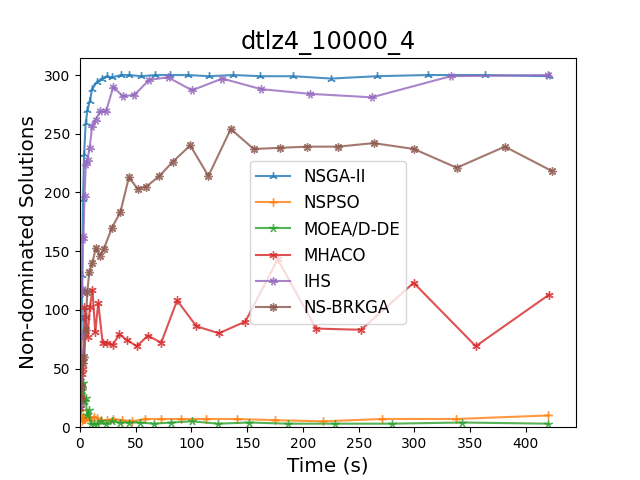 dtlz4_10000_4
Non-dominated Solutions
300
250
200
150
100
50
0
NSGA-II
NSPSO
MOEA/D-DE
MHACO
IHS
NS-BRKGA
0 50 100 150 200 250 300 350 400
Time (s)